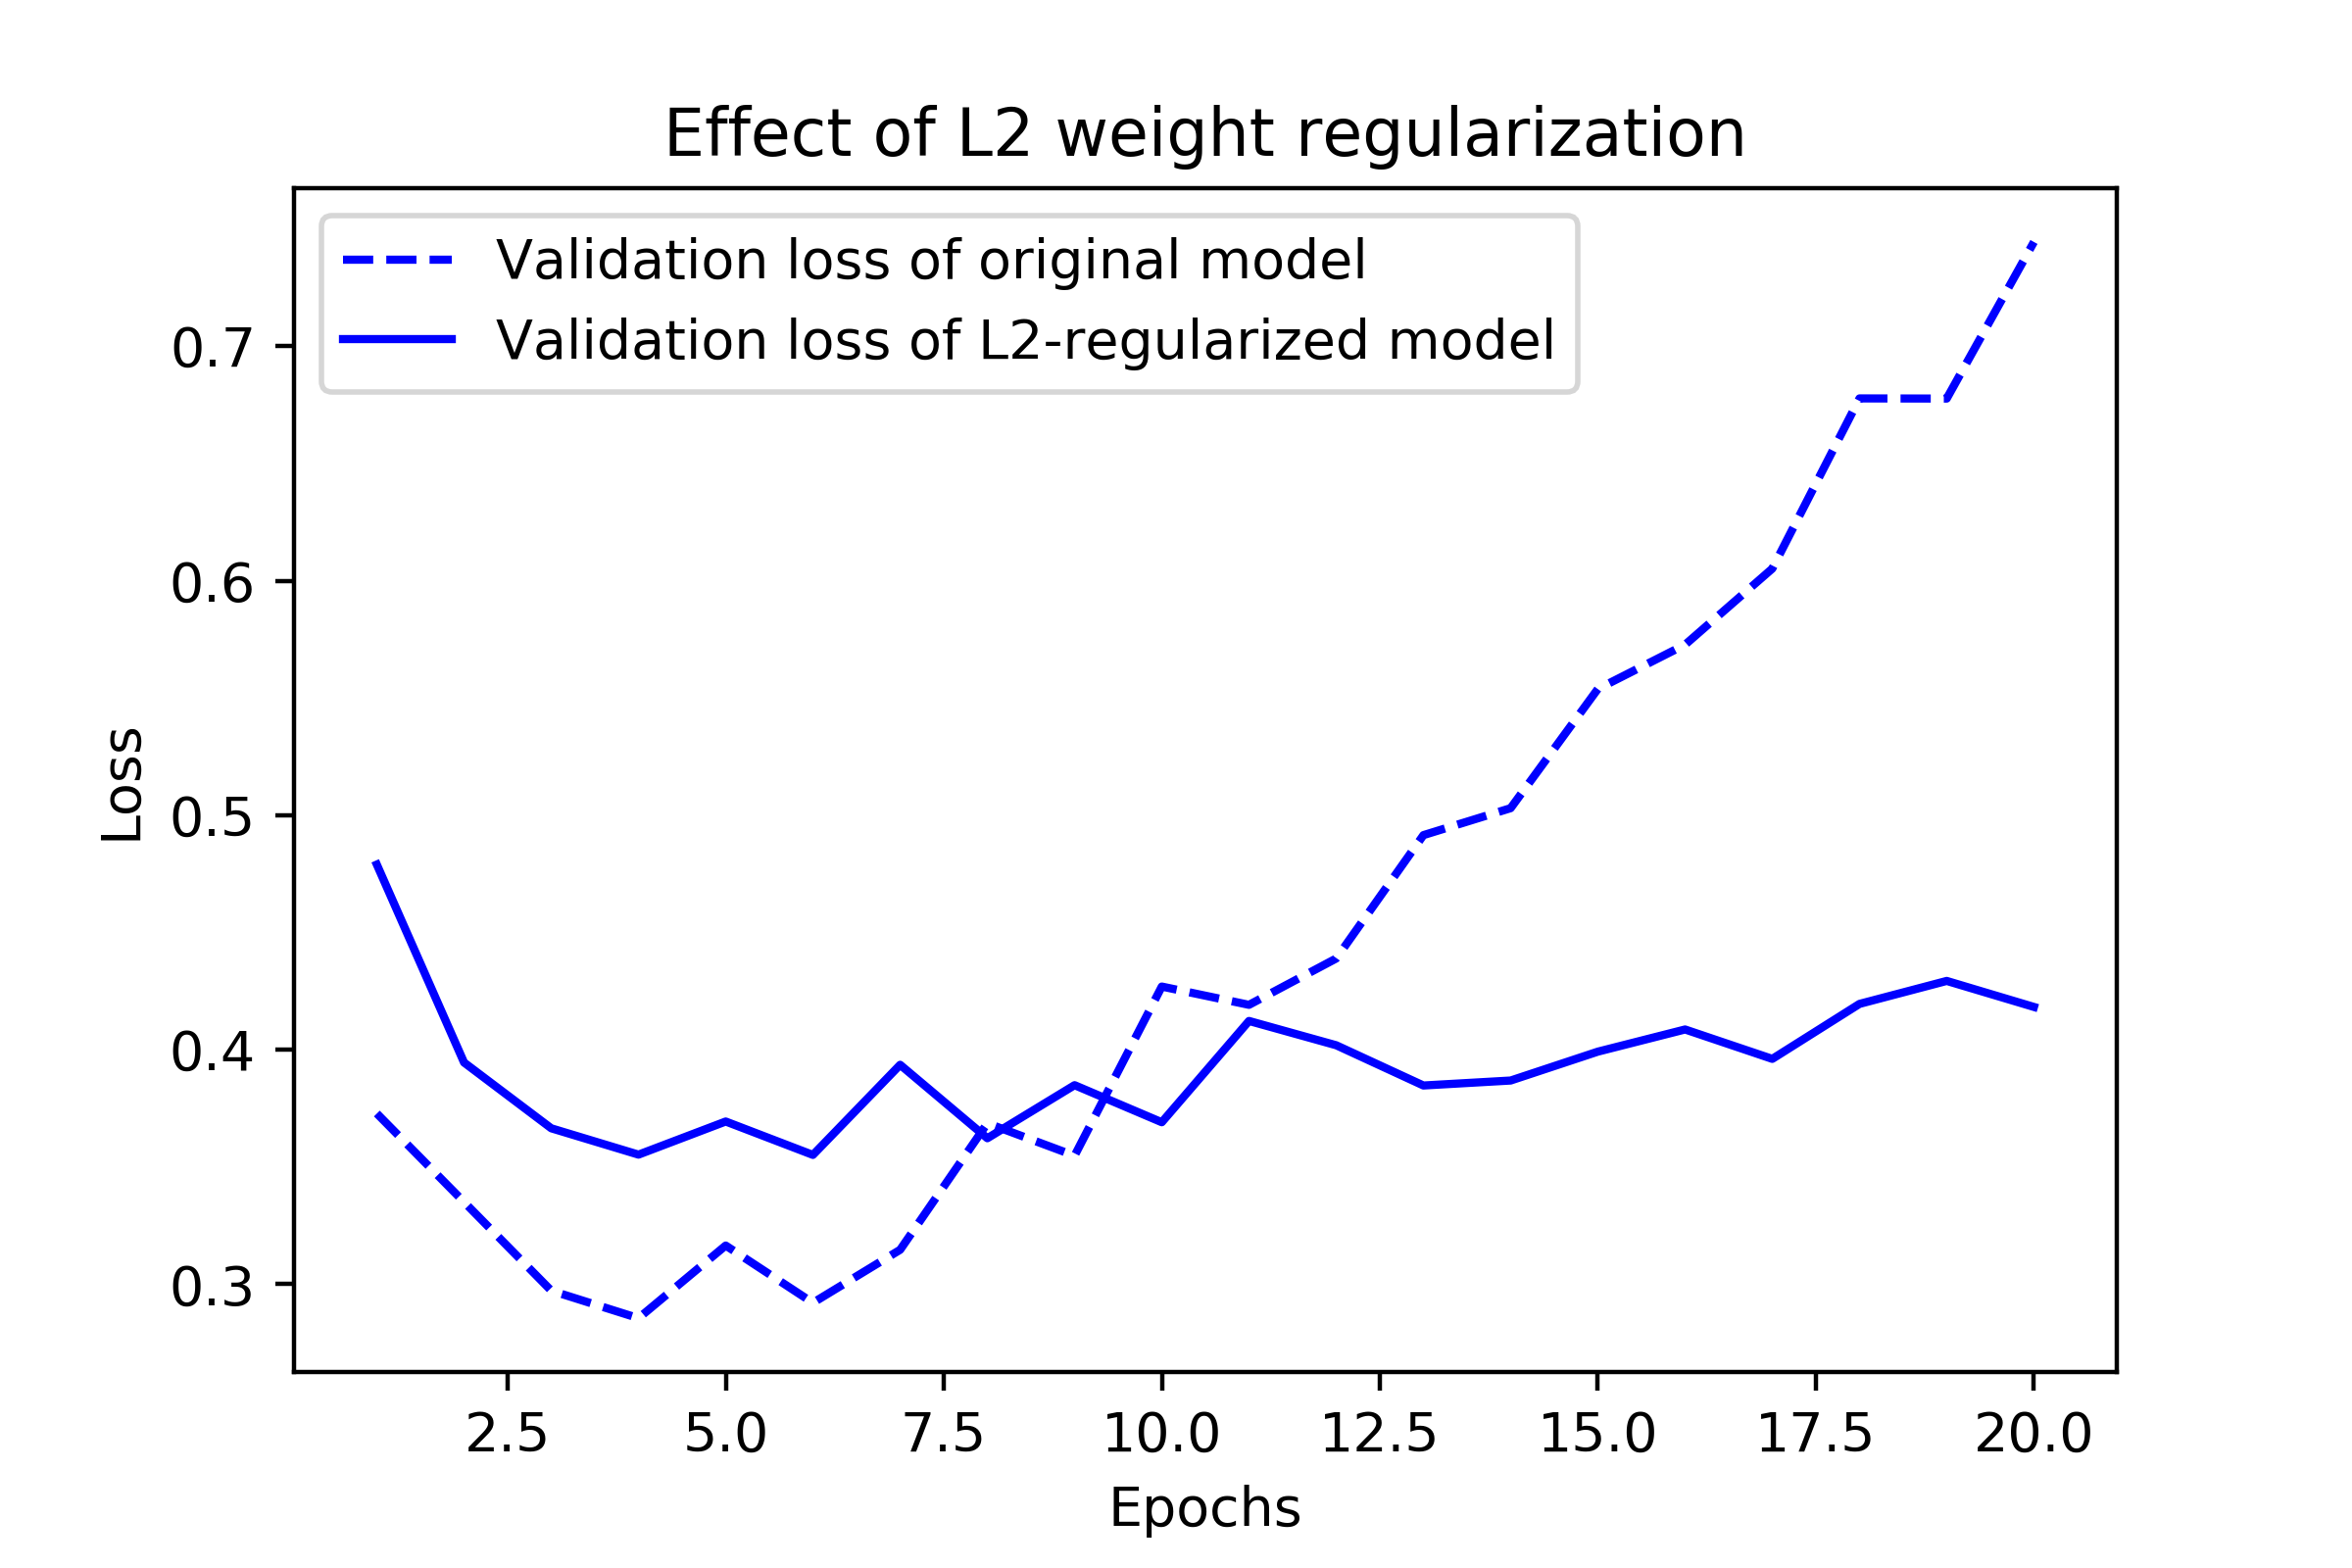 Effect of L2 weight regularization
Validation loss of original model
Validation loss of L2-regularized model
0.7
0.6
0.5
0.4
0.3
Loss
2.5 5.0 7.5 10.0 12.5 15.0 17.5 20.0
Epochs